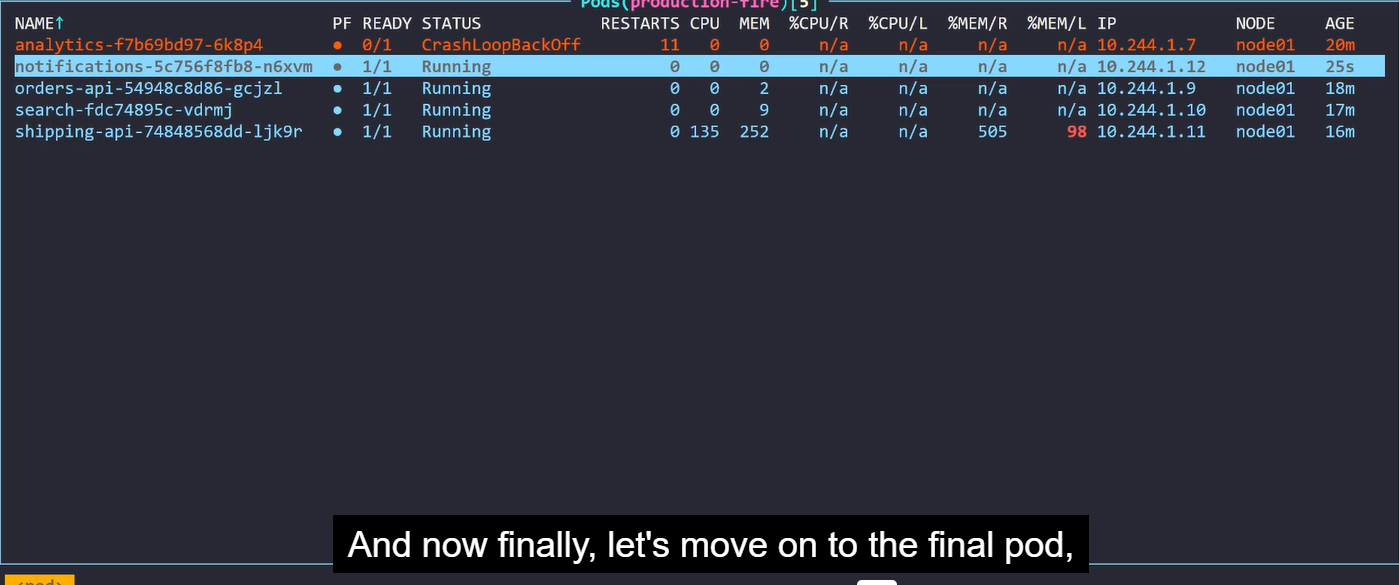 Pods(production-fire)[5]
NAME↑ PF READY STATUS RESTARTS CPU MEM %CPU/R %CPU/L %MEM/R %MEM/L IP NODE AGE
analytics-f7b69bd97-6k8p4 ● 0/1 CrashLoopBackOff 11 0 0 n/a n/a n/a n/a 10.244.1.7 node01 20m
notifications-5c756f8fb8-n6xvm ● 1/1 Running 0 0 0 n/a n/a n/a n/a 10.244.1.12 node01 25s
orders-api-54948c8d86-gcjzl ● 1/1 Running 0 0 2 n/a n/a n/a n/a 10.244.1.9 node01 18m
search-fdc74895c-vdrmj ● 1/1 Running 0 0 9 n/a n/a n/a n/a 10.244.1.10 node01 17m
shipping-api-74848568dd-ljk9r ● 1/1 Running 0 135 252 n/a n/a 505 98 10.244.1.11 node01 16m
And now finally, let's move on to the final pod,
<pod>